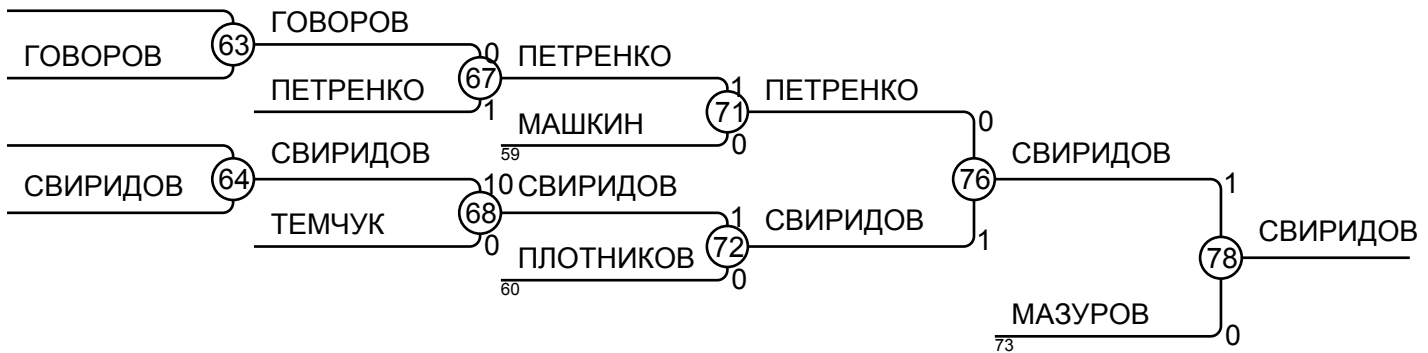 ГОВОРОВ
63
ГОВОРОВ
0
ПЕТРЕНКО
67
1
ПЕТРЕНКО
1
МАШКИН
59
71
0
ПЕТРЕНКО
0
СВИРИДОВ
64
СВИРИДОВ
10
ТЕМЧУК
68
0
СВИРИДОВ
1
ПЛОТНИКОВ
60
72
0
СВИРИДОВ
1
76
СВИРИДОВ
1
МАЗУРОВ
73
78
0
СВИРИДОВ